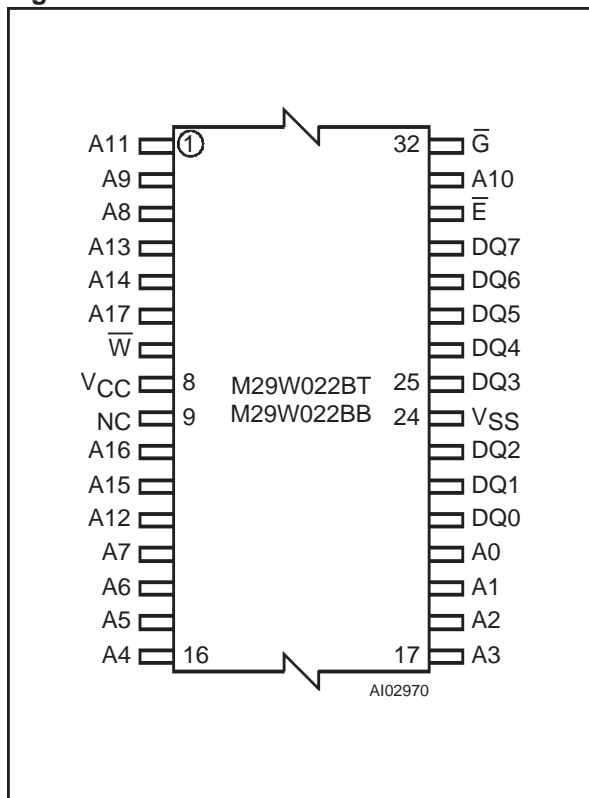 A11 1 32 G̅
A9 A10
A8 E̅
A13 DQ7
A14 DQ6
A17 DQ5
W̅ DQ4
VCC 8 M29W022BT 25 DQ3
NC 9 M29W022BB 24 VSS
A16 DQ2
A15 DQ1
A12 DQ0
A7 A0
A6 A1
A5 A2
A4 16 17 A3
AI02970